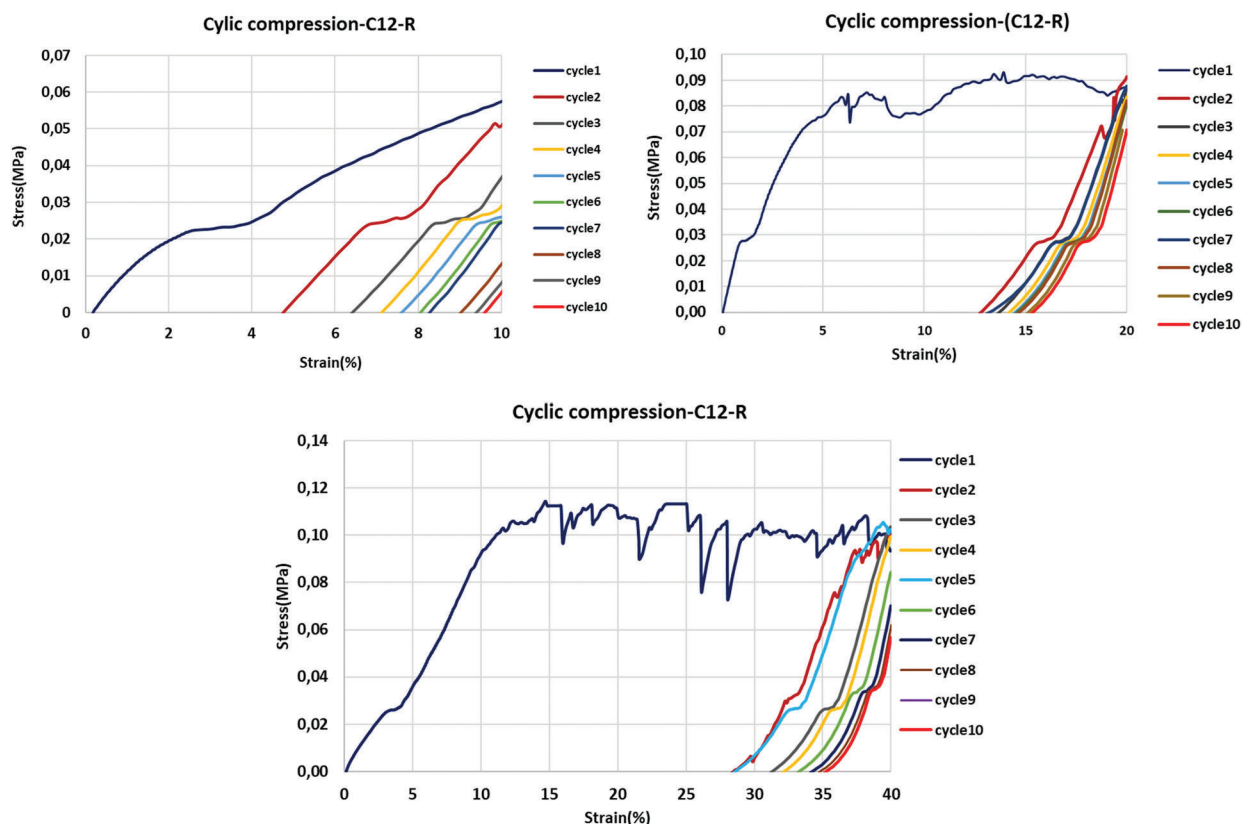 Cylic compression-C12-R
0,07
0,06
0,05
0,04
0,03
0,02
0,01
0
Stress(MPa)
0
2
4
6
8
10
Strain(%)
cycle1
cycle2
cycle3
cycle4
cycle5
cycle6
cycle7
cycle8
cycle9
cycle10
Cyclic compression-(C12-R)
0,10
0,09
0,08
0,07
0,06
0,05
0,04
0,03
0,02
0,01
0,00
Stress(MPa)
0
5
10
15
20
Strain(%)
cycle1
cycle2
cycle3
cycle4
cycle5
cycle6
cycle7
cycle8
cycle9
cycle10
Cyclic compression-C12-R
0,14
0,12
0,10
0,08
0,06
0,04
0,02
0,00
Stress(MPa)
0
5
10
15
20
25
30
35
40
Strain(%)
cycle1
cycle2
cycle3
cycle4
cycle5
cycle6
cycle7
cycle8
cycle9
cycle10